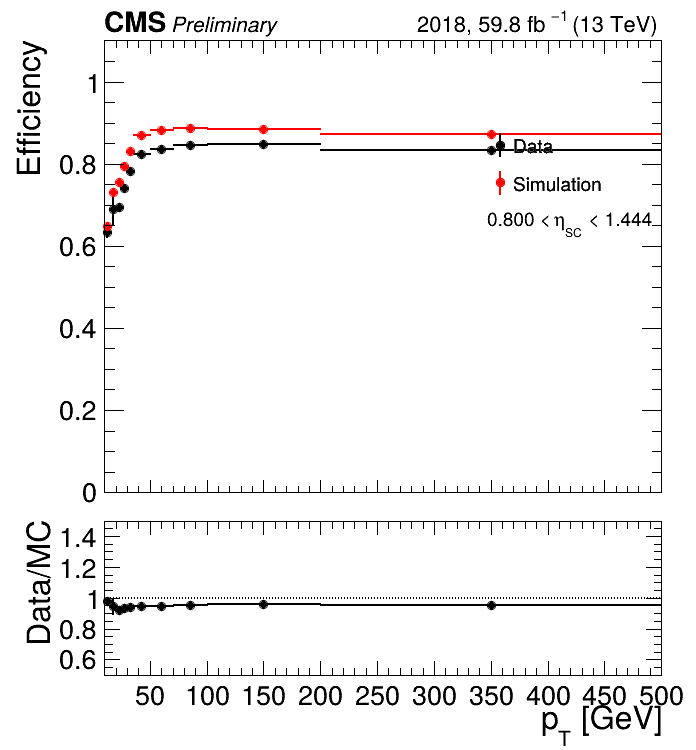 CMS Preliminary 2018, 59.8 fb⁻¹ (13 TeV)
Efficiency
1
0.8
0.6
0.4
0.2
0
Data
Simulation
0.800 < η_SC < 1.444
Data/MC
1.4
1.2
1
0.8
0.6
50 100 150 200 250 300 350 400 450 500
p_T [GeV]